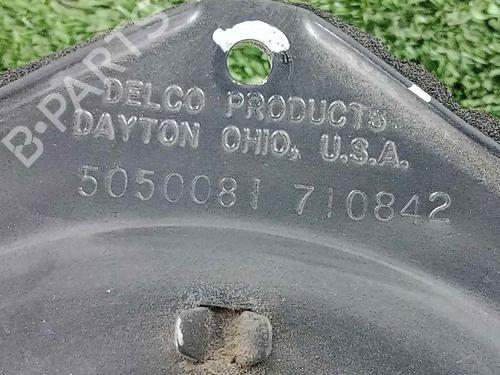 B-PARTS
DELCO PRODUCTS
DAYTON OHIO, U.S.A.
5050081 710842